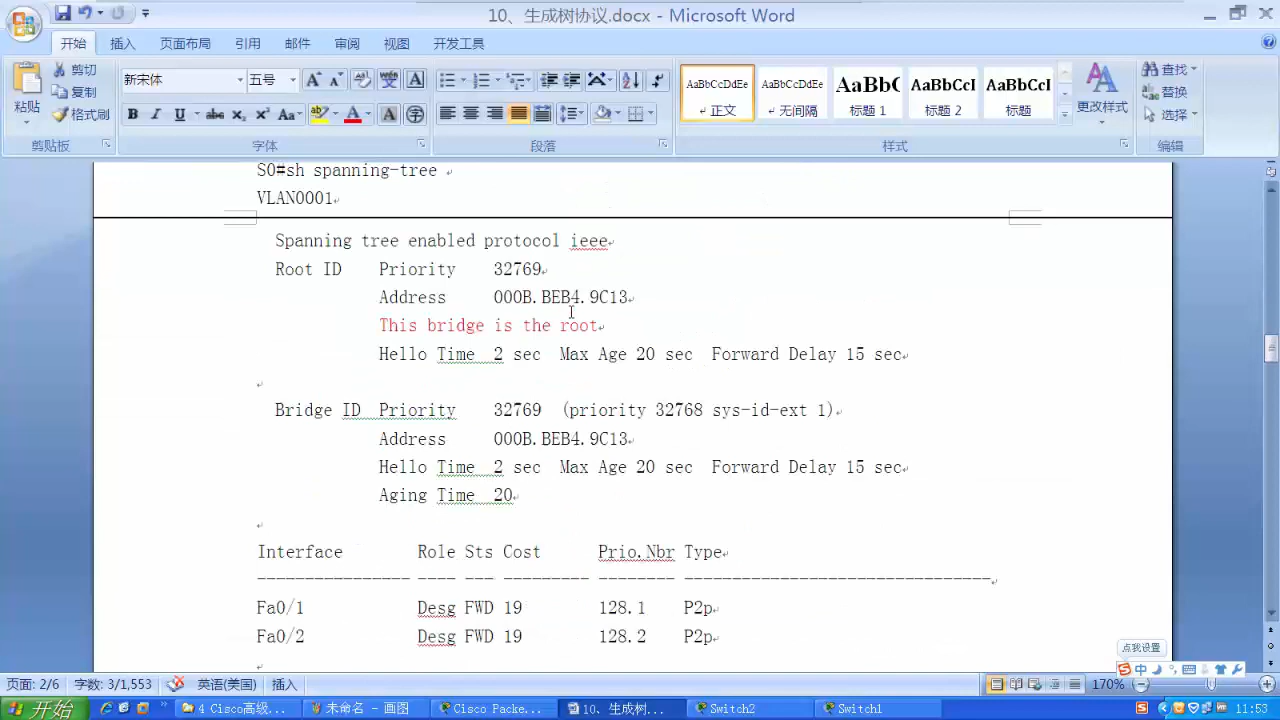 10、生成树协议.docx - Microsoft Word
开始 插入 页面布局 引用 邮件 审阅 视图 开发工具
粘贴 剪切 复制 格式刷
新宋体 五号
AaBbCcDdEe AaBbCcDdEe AaBbC AaBbCcI AaBbCcI
正文 无间隔 标题 1 标题 2 标题
更改样式
查找 替换 选择
剪贴板 字体 段落 样式 编辑
S0#sh spanning-tree
VLAN0001
Spanning tree enabled protocol ieee
Root ID Priority 32769
Address 000B.BEB4.9C13
This bridge is the root
Hello Time 2 sec Max Age 20 sec Forward Delay 15 sec
Bridge ID Priority 32769 (priority 32768 sys-id-ext 1)
Address 000B.BEB4.9C13
Hello Time 2 sec Max Age 20 sec Forward Delay 15 sec
Aging Time 20
Interface Role Sts Cost Prio.Nbr Type
---------------- ---- --- --------- -------- --------------------------------
Fa0/1 Desg FWD 19 128.1 P2p
Fa0/2 Desg FWD 19 128.2 P2p
点我设置
中
页面: 2/6 字数: 3/1,553 英语(美国) 插入 170%
开始 4 Cisco高级... 未命名 - 画图 Cisco Packe... 10、生成树协议... Switch2 Switch1 11:53